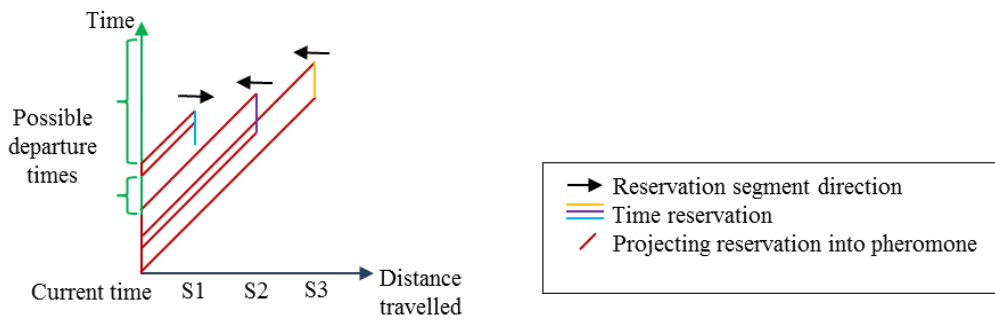 Time
Possible
departure
times
Current time
S1
S2
S3
Distance
travelled
Reservation segment direction
Time reservation
Projecting reservation into pheromone